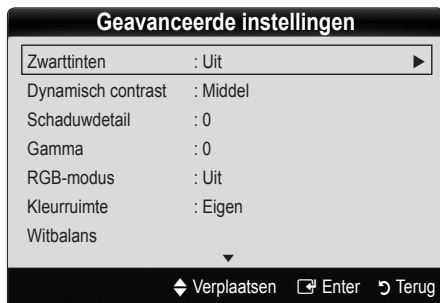 Geavanceerde instellingen
Zwarttinten : Uit
Dynamisch contrast : Middel
Schaduwdetail : 0
Gamma : 0
RGB-modus : Uit
Kleurruimte : Eigen
Witbalans
Verplaatsen Enter Terug